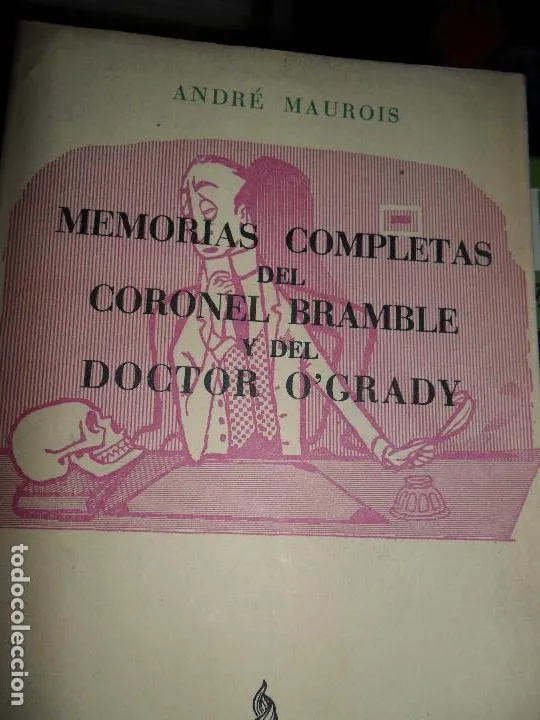 ANDRÉ MAUROIS
MEMORIAS COMPLETAS
DEL
CORONEL BRAMBLE
Y DEL
DOCTOR O'GRADY
todocoleccion